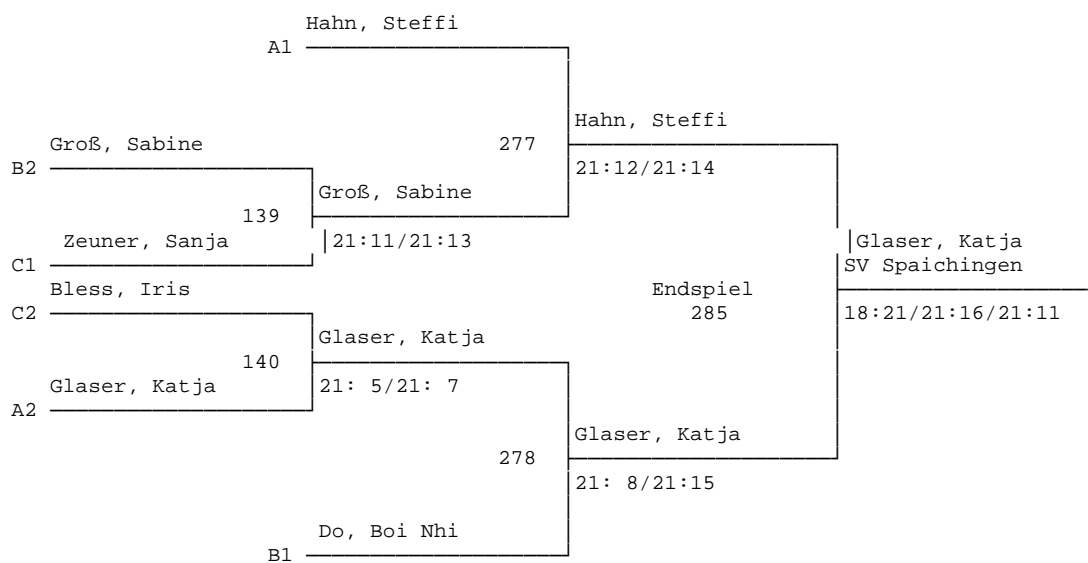 Hahn, Steffi
A1
Hahn, Steffi
Groß, Sabine 277
B2 21:12/21:14
Groß, Sabine
139
Zeuner, Sanja |21:11/21:13 |Glaser, Katja
C1 SV Spaichingen
Bless, Iris Endspiel
C2 285 18:21/21:16/21:11
Glaser, Katja
140
Glaser, Katja 21: 5/21: 7
A2
Glaser, Katja
278
21: 8/21:15
Do, Boi Nhi
B1